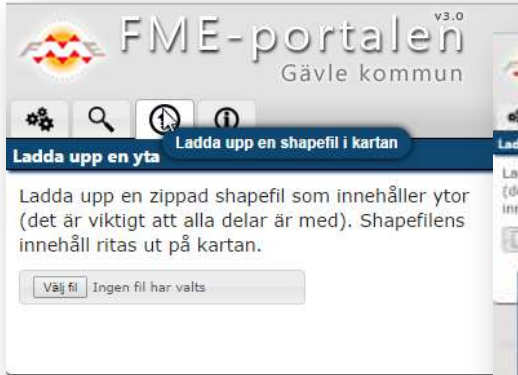 v3.0
FME-portalen
Gävle kommun
Ladda upp en yta
Ladda upp en shapefil i kartan
Ladda upp en zippad shapefil som innehåller ytor
(det är viktigt att alla delar är med). Shapefilens
innehåll ritas ut på kartan.
Välj fil Ingen fil har valts